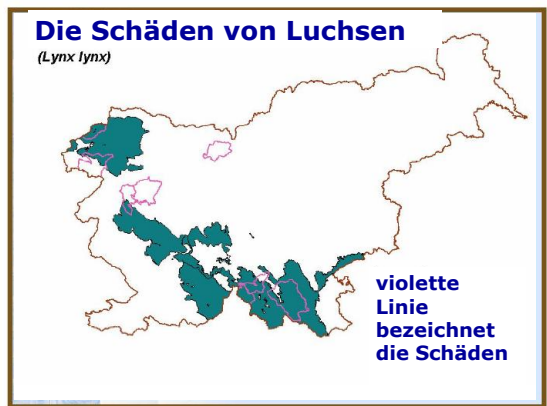 Die Schäden von Luchsen
(Lynx lynx)
violette
Linie
bezeichnet
die Schäden